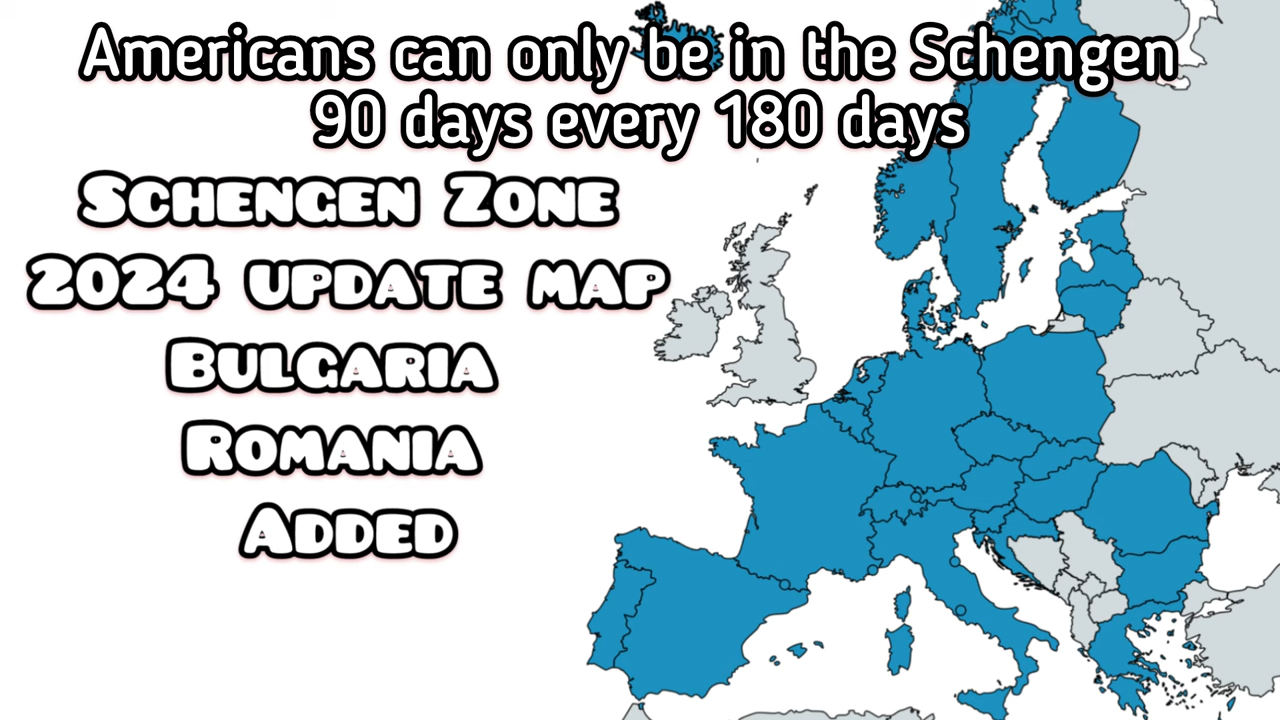 Americans can only be in the Schengen
90 days every 180 days
Schengen Zone
2024 update map
Bulgaria
Romania
Added